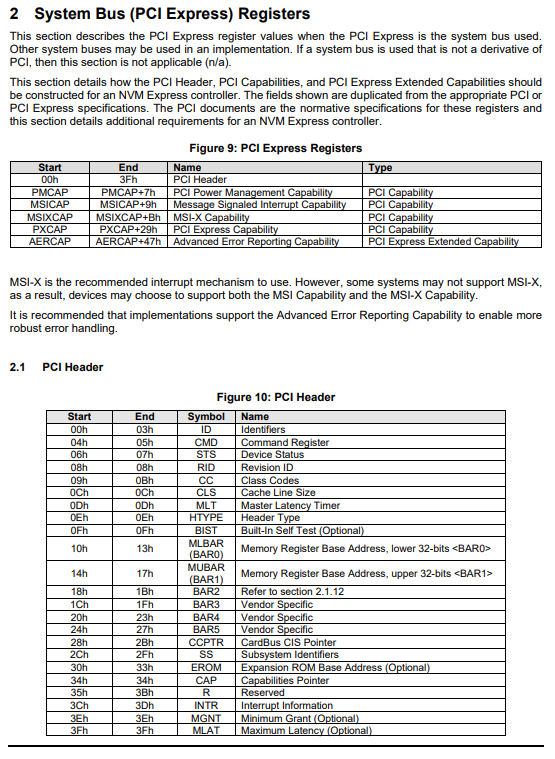 2 System Bus (PCI Express) Registers
This section describes the PCI Express register values when the PCI Express is the system bus used.
Other system buses may be used in an implementation. If a system bus is used that is not a derivative of
PCI, then this section is not applicable (n/a).
This section details how the PCI Header, PCI Capabilities, and PCI Express Extended Capabilities should
be constructed for an NVM Express controller. The fields shown are duplicated from the appropriate PCI or
PCI Express specifications. The PCI documents are the normative specifications for these registers and
this section details additional requirements for an NVM Express controller.
Figure 9: PCI Express Registers
Start End Name Type
00h 3Fh PCI Header
PMCAP PMCAP+7h PCI Power Management Capability PCI Capability
MSICAP MSICAP+9h Message Signaled Interrupt Capability PCI Capability
MSIXCAP MSIXCAP+Bh MSI-X Capability PCI Capability
PXCAP PXCAP+29h PCI Express Capability PCI Capability
AERCAP AERCAP+47h Advanced Error Reporting Capability PCI Express Extended Capability
MSI-X is the recommended interrupt mechanism to use. However, some systems may not support MSI-X,
as a result, devices may choose to support both the MSI Capability and the MSI-X Capability.
It is recommended that implementations support the Advanced Error Reporting Capability to enable more
robust error handling.
2.1 PCI Header
Figure 10: PCI Header
Start End Symbol Name
00h 03h ID Identifiers
04h 05h CMD Command Register
06h 07h STS Device Status
08h 08h RID Revision ID
09h 0Bh CC Class Codes
0Ch 0Ch CLS Cache Line Size
0Dh 0Dh MLT Master Latency Timer
0Eh 0Eh HTYPE Header Type
0Fh 0Fh BIST Built-In Self Test (Optional)
10h 13h MLBAR (BAR0) Memory Register Base Address, lower 32-bits <BAR0>
14h 17h MUBAR (BAR1) Memory Register Base Address, upper 32-bits <BAR1>
18h 1Bh BAR2 Refer to section 2.1.12
1Ch 1Fh BAR3 Vendor Specific
20h 23h BAR4 Vendor Specific
24h 27h BAR5 Vendor Specific
28h 2Bh CCPTR CardBus CIS Pointer
2Ch 2Fh SS Subsystem Identifiers
30h 33h EROM Expansion ROM Base Address (Optional)
34h 34h CAP Capabilities Pointer
35h 3Bh R Reserved
3Ch 3Dh INTR Interrupt Information
3Eh 3Eh MGNT Minimum Grant (Optional)
3Fh 3Fh MLAT Maximum Latency (Optional)